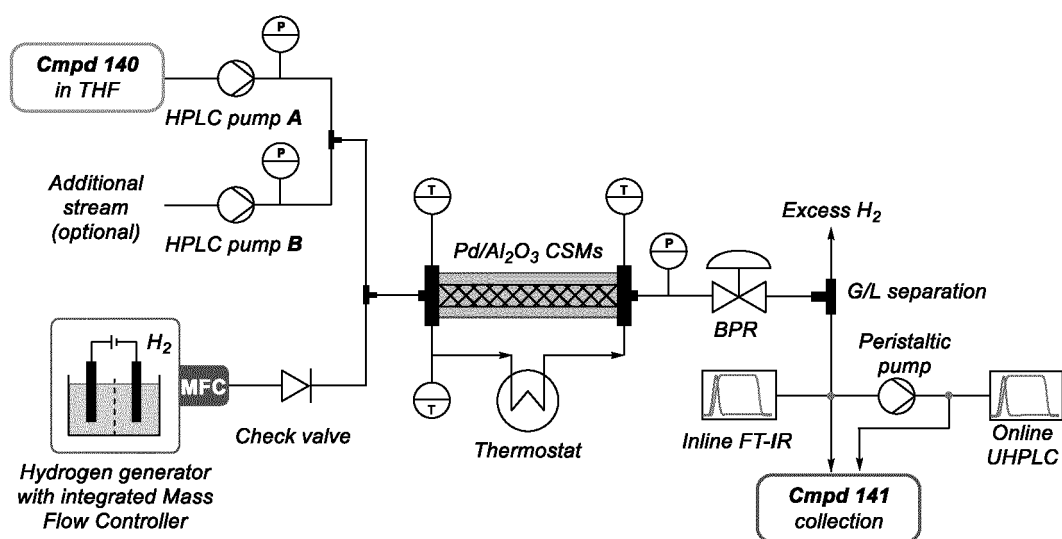 P
Cmpd 140
in THF
HPLC pump A
P
Additional
stream
(optional)
HPLC pump B
T
T
Excess H₂
Pd/Al₂O₃ CSMs
P
G/L separation
BPR
H₂
MFC
Check valve
Hydrogen generator
with integrated Mass
Flow Controller
T
Thermostat
Peristaltic
pump
Inline FT-IR
Online
UHPLC
Cmpd 141
collection